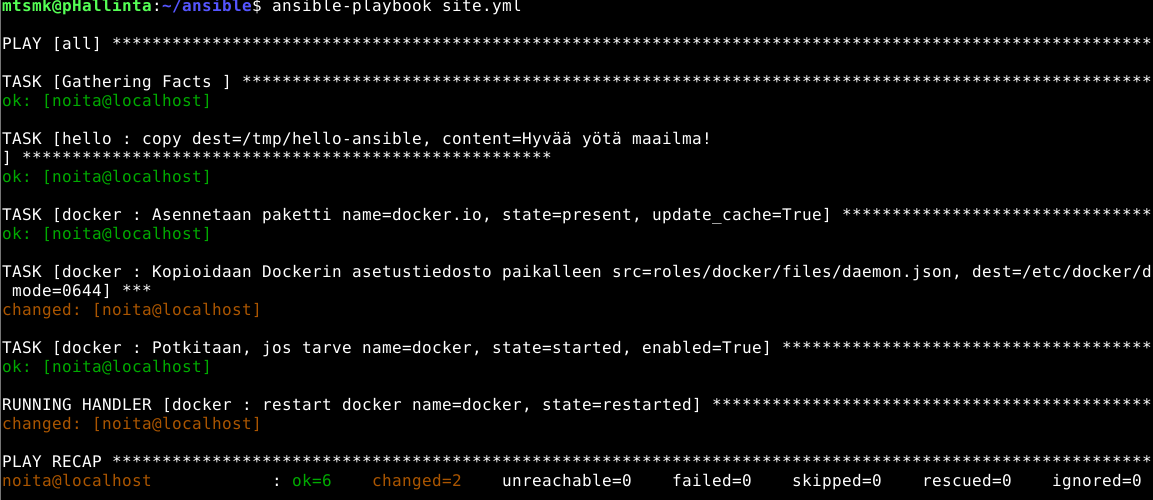 mtsmk@pHallinta:~/ansible$ ansible-playbook site.yml
PLAY [all] ********************************************************************************************************
TASK [Gathering Facts ] *******************************************************************************************
ok: [noita@localhost]
TASK [hello : copy dest=/tmp/hello-ansible, content=Hyvää yötä maailma!
] *****************************************************
ok: [noita@localhost]
TASK [docker : Asennetaan paketti name=docker.io, state=present, update_cache=True] *******************************
ok: [noita@localhost]
TASK [docker : Kopioidaan Dockerin asetustiedosto paikalleen src=roles/docker/files/daemon.json, dest=/etc/docker/d
mode=0644] ***
changed: [noita@localhost]
TASK [docker : Potkitaan, jos tarve name=docker, state=started, enabled=True] *************************************
ok: [noita@localhost]
RUNNING HANDLER [docker : restart docker name=docker, state=restarted] ********************************************
changed: [noita@localhost]
PLAY RECAP ********************************************************************************************************
noita@localhost            : ok=6    changed=2    unreachable=0    failed=0    skipped=0    rescued=0    ignored=0